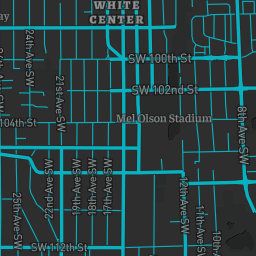 WHITE
CENTER
ay
24th Ave SW
SW 100th St
21st Ave SW
SW 102nd St
8th Ave SW
104th St
Mel Olson Stadium
22nd Ave SW
19th Ave SW
18th Ave SW
17th Ave SW
12th Ave SW
25th Ave SW
11th Ave SW
10th
SW 112th St